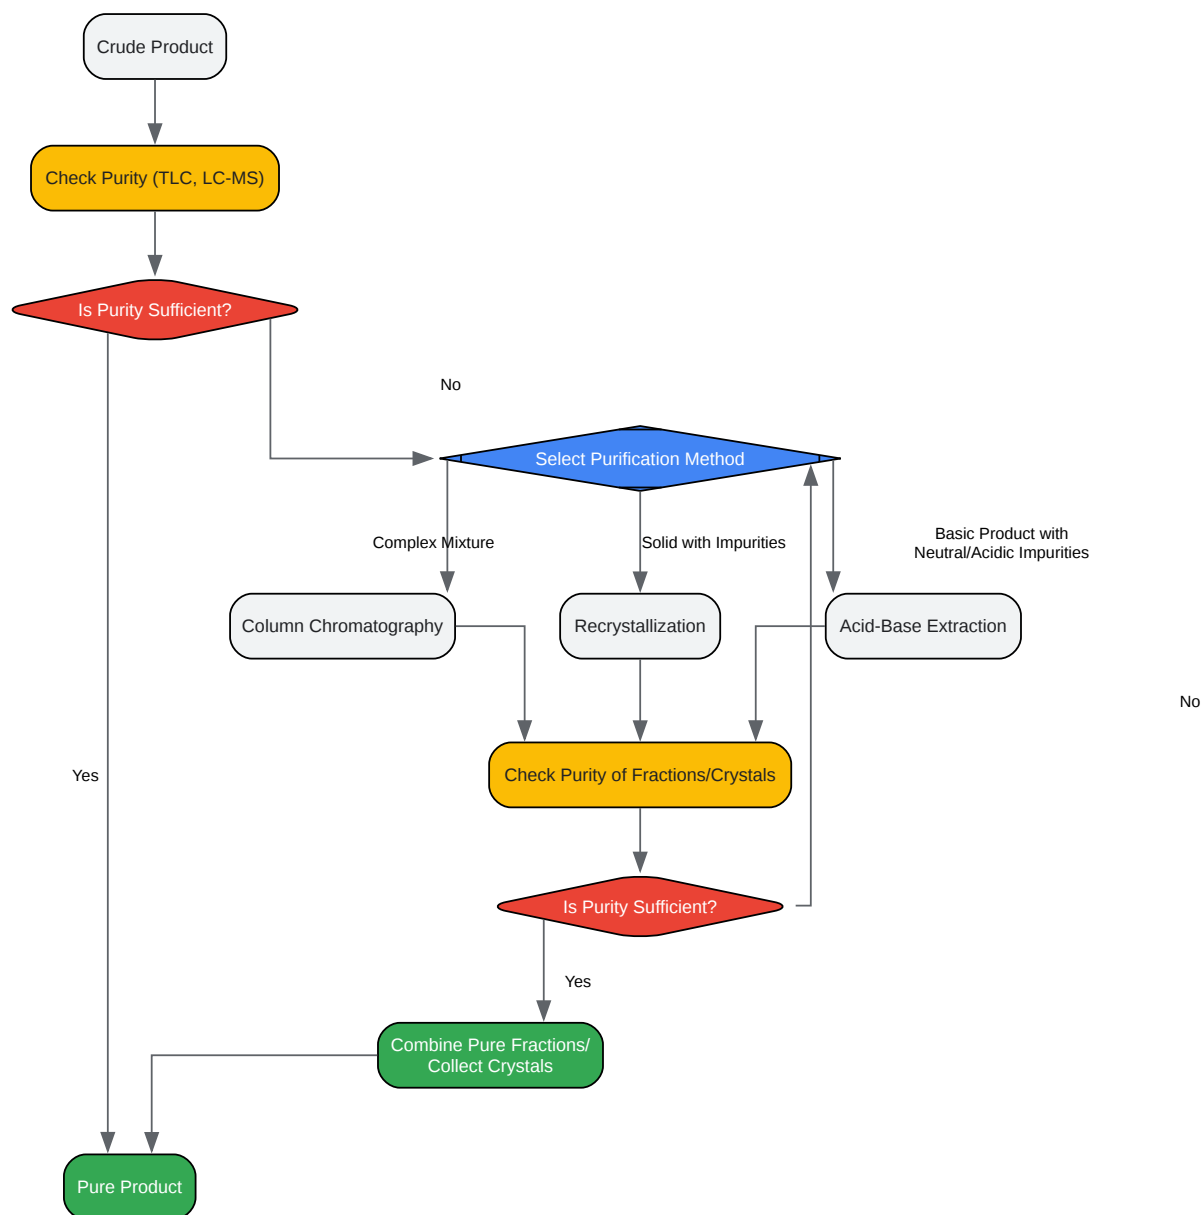 Crude Product
Check Purity (TLC, LC-MS)
Is Purity Sufficient?
No
Select Purification Method
Complex Mixture
Solid with Impurities
Basic Product with
Neutral/Acidic Impurities
Column Chromatography
Recrystallization
Acid-Base Extraction
No
Yes
Check Purity of Fractions/Crystals
Is Purity Sufficient?
Yes
Combine Pure Fractions/
Collect Crystals
Pure Product